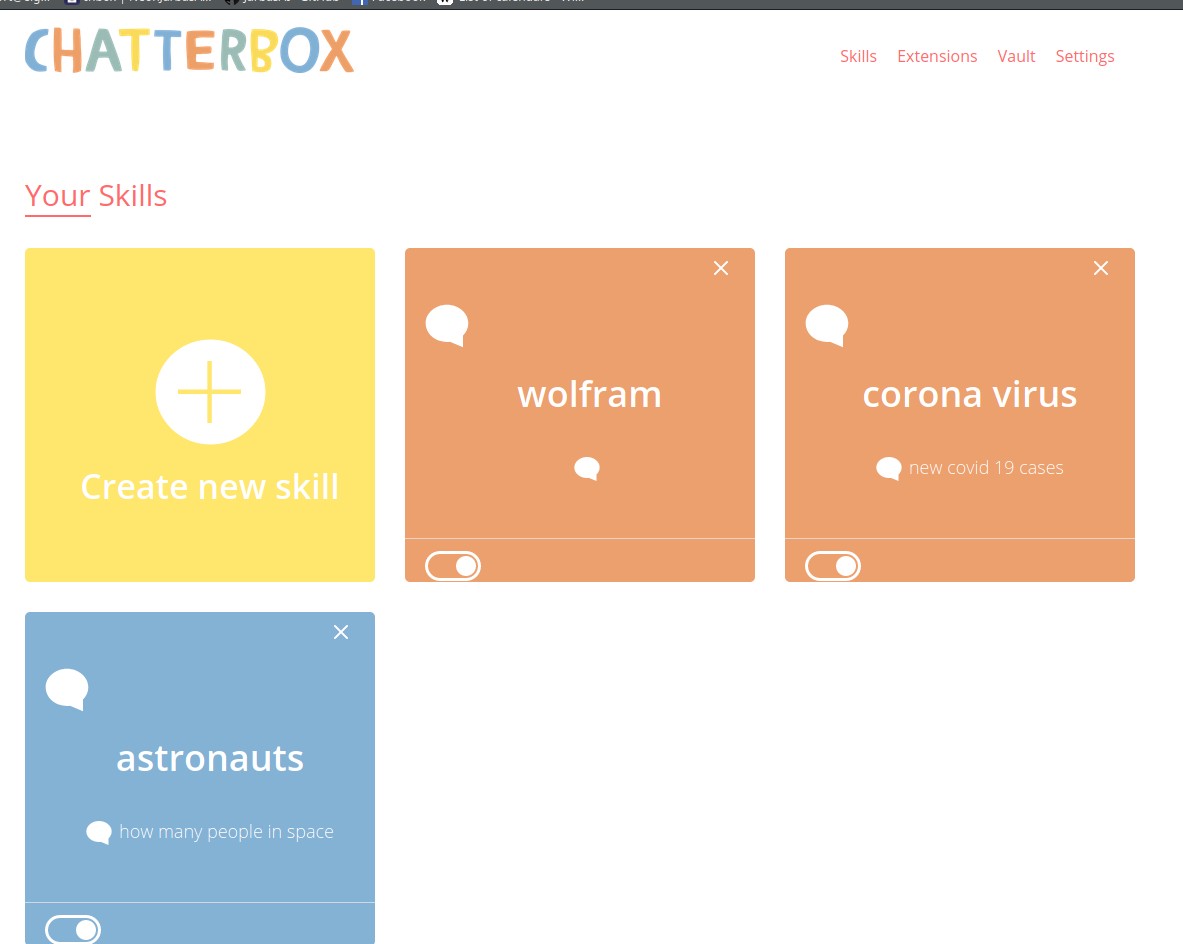 CHATTERBOX
Skills Extensions Vault Settings
Your Skills
Create new skill
wolfram
corona virus
new covid 19 cases
astronauts
how many people in space